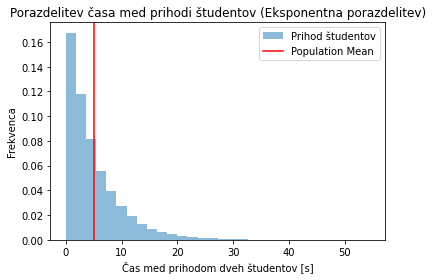 Porazdelitev časa med prihodi študentov (Eksponentna porazdelitev)
Prihod študentov
Population Mean
Frekvenca
0.16
0.14
0.12
0.10
0.08
0.06
0.04
0.02
0.00
0 10 20 30 40 50
Čas med prihodom dveh študentov [s]